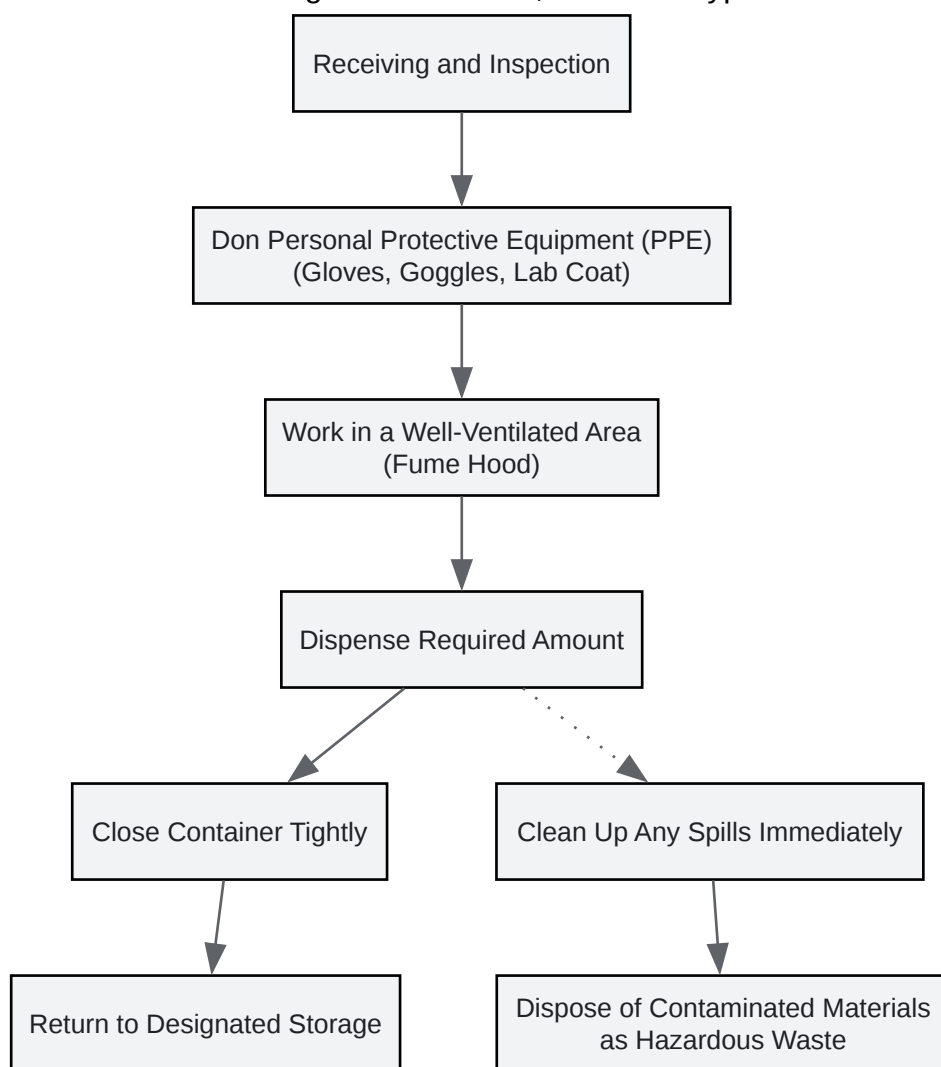 Receiving and Inspection
Don Personal Protective Equipment (PPE)
(Gloves, Goggles, Lab Coat)
Work in a Well-Ventilated Area
(Fume Hood)
Dispense Required Amount
Close Container Tightly
Clean Up Any Spills Immediately
Return to Designated Storage
Dispose of Contaminated Materials
as Hazardous Waste